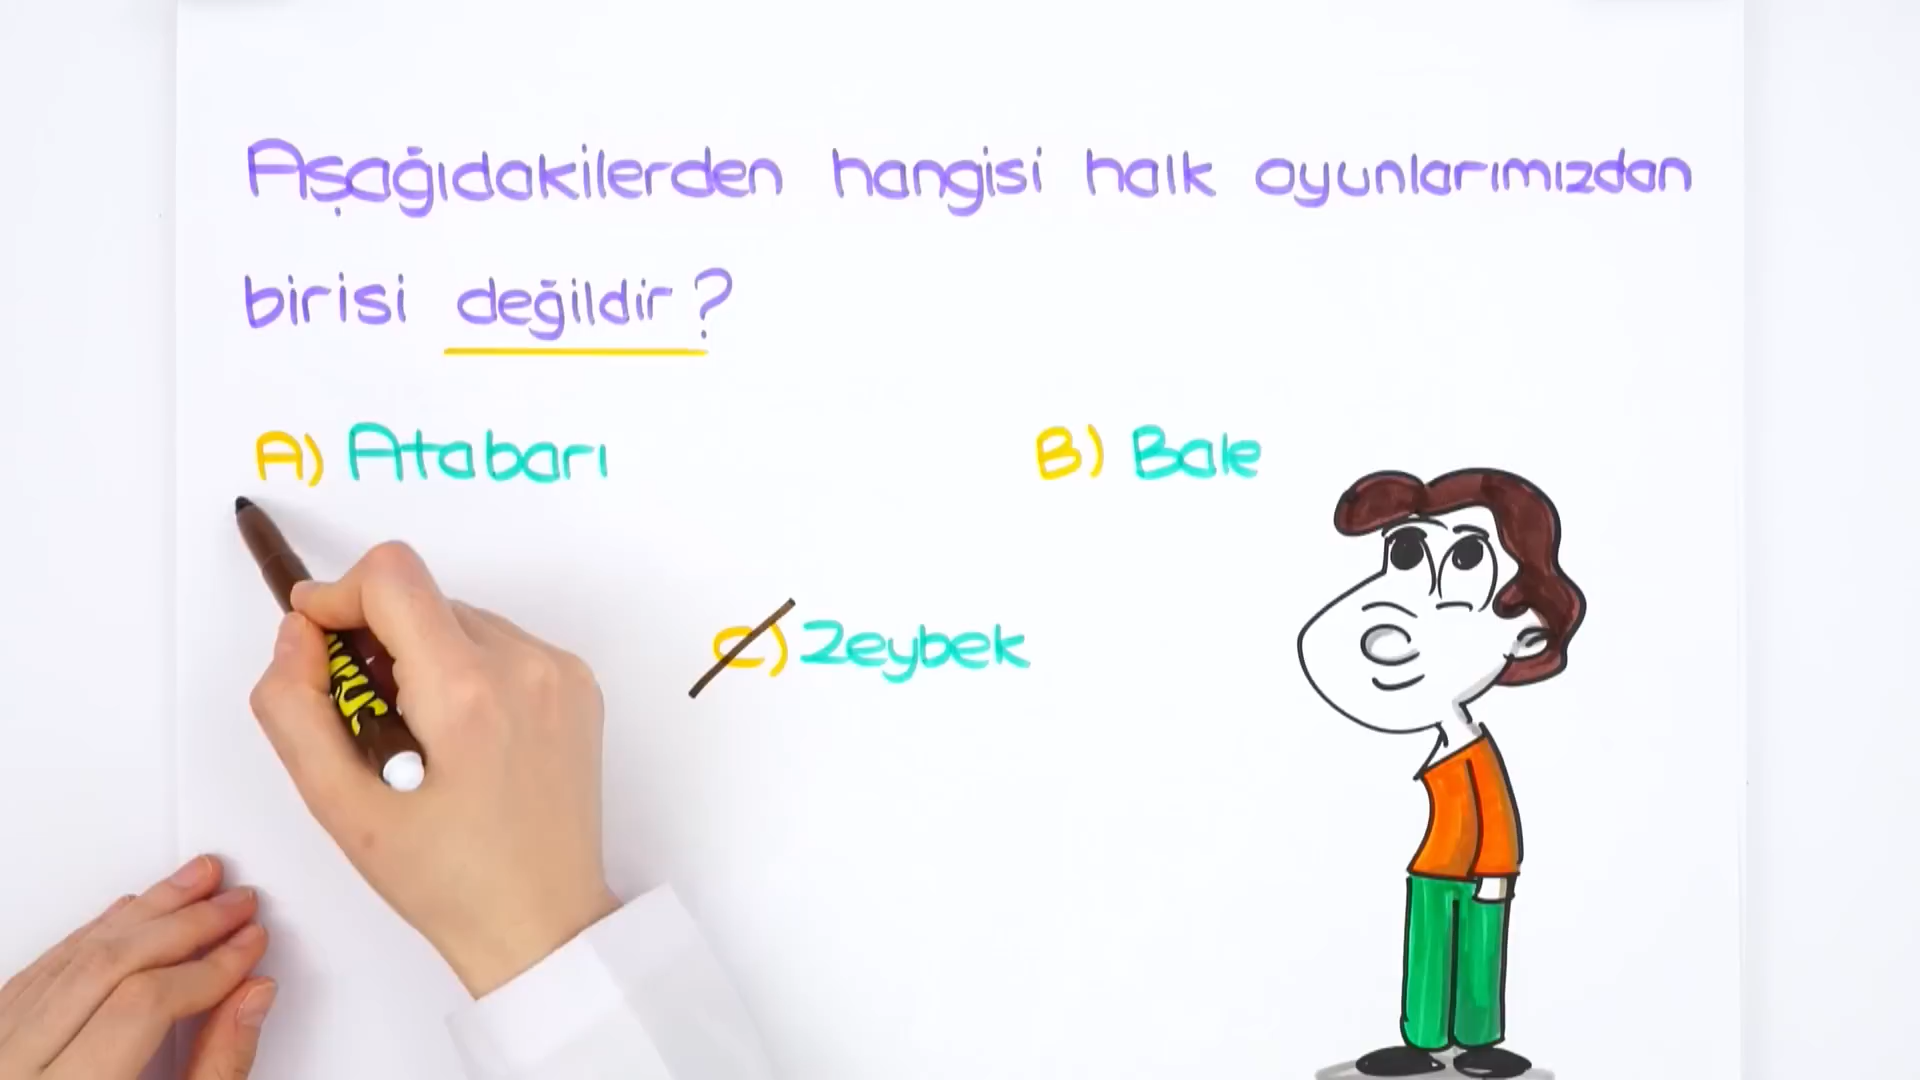 Aşağıdakilerden hangisi halk oyunlarımızdan
birisi değildir?
A) Atabarı
B) Bale
C) Zeybek